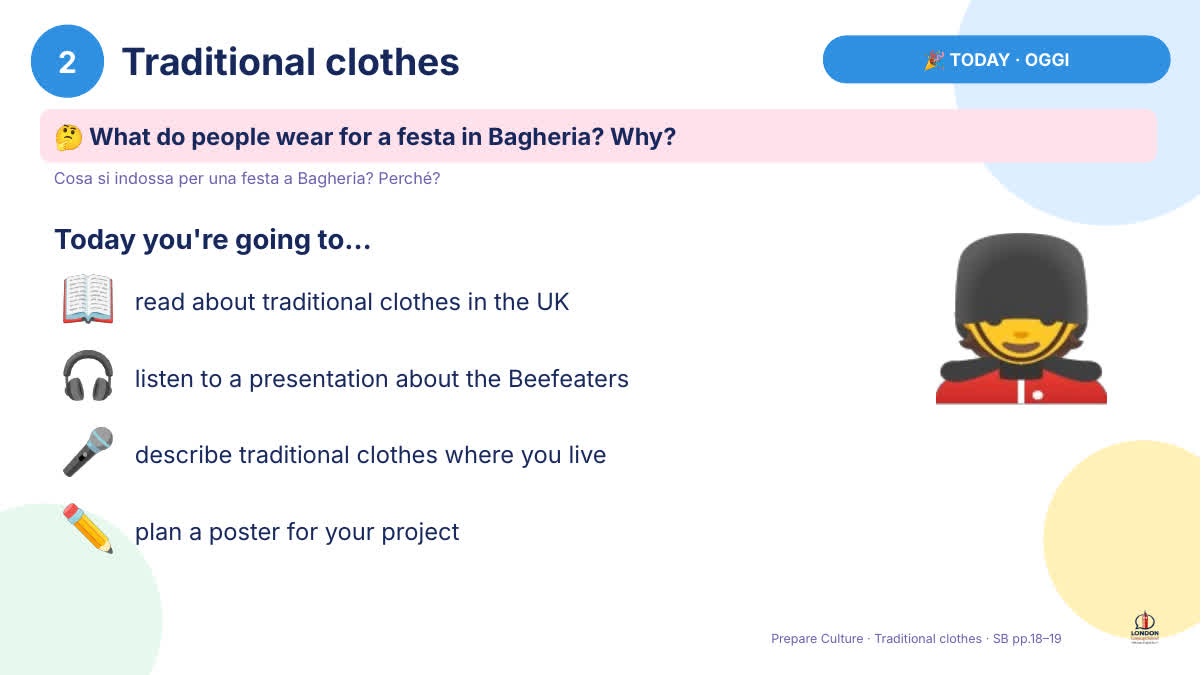 2
Traditional clothes
🎉 TODAY · OGGI
🤔 What do people wear for a festa in Bagheria? Why?
Cosa si indossa per una festa a Bagheria? Perché?
Today you're going to...
read about traditional clothes in the UK
listen to a presentation about the Beefeaters
describe traditional clothes where you live
plan a poster for your project
Prepare Culture · Traditional clothes · SB pp.18–19
LONDON